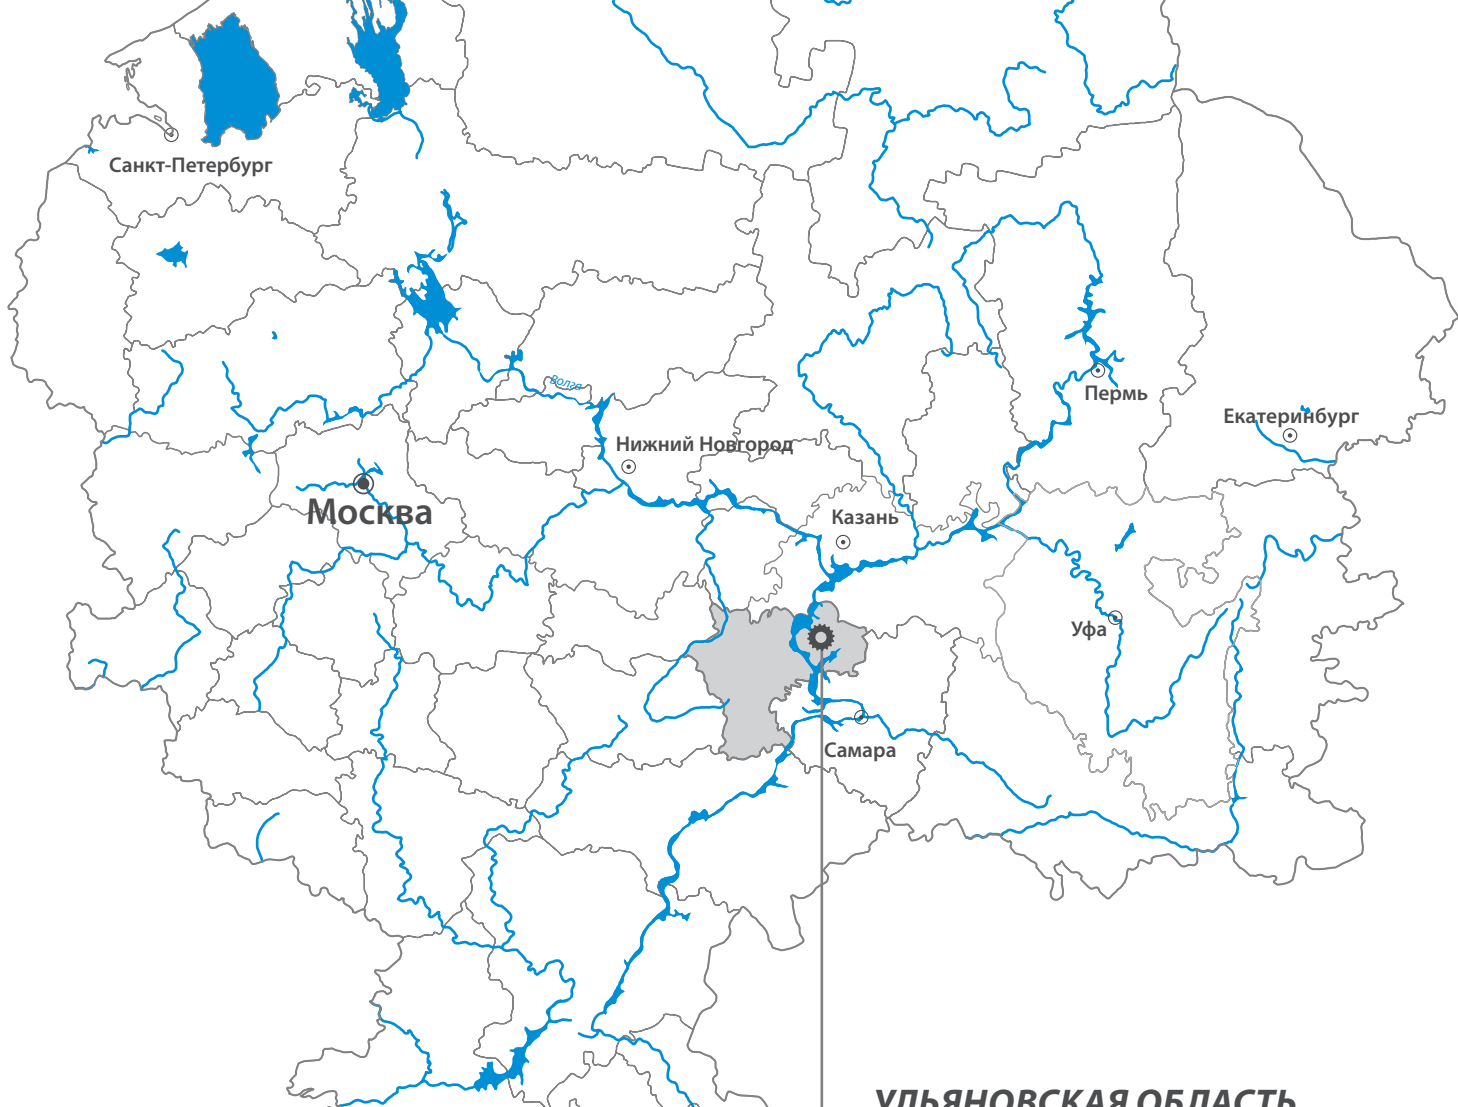 Санкт-Петербург
Волга
Пермь
Екатеринбург
Нижний Новгород
Москва
Казань
Уфа
Самара
УЛЬЯНОВСКАЯ ОБЛАСТЬ